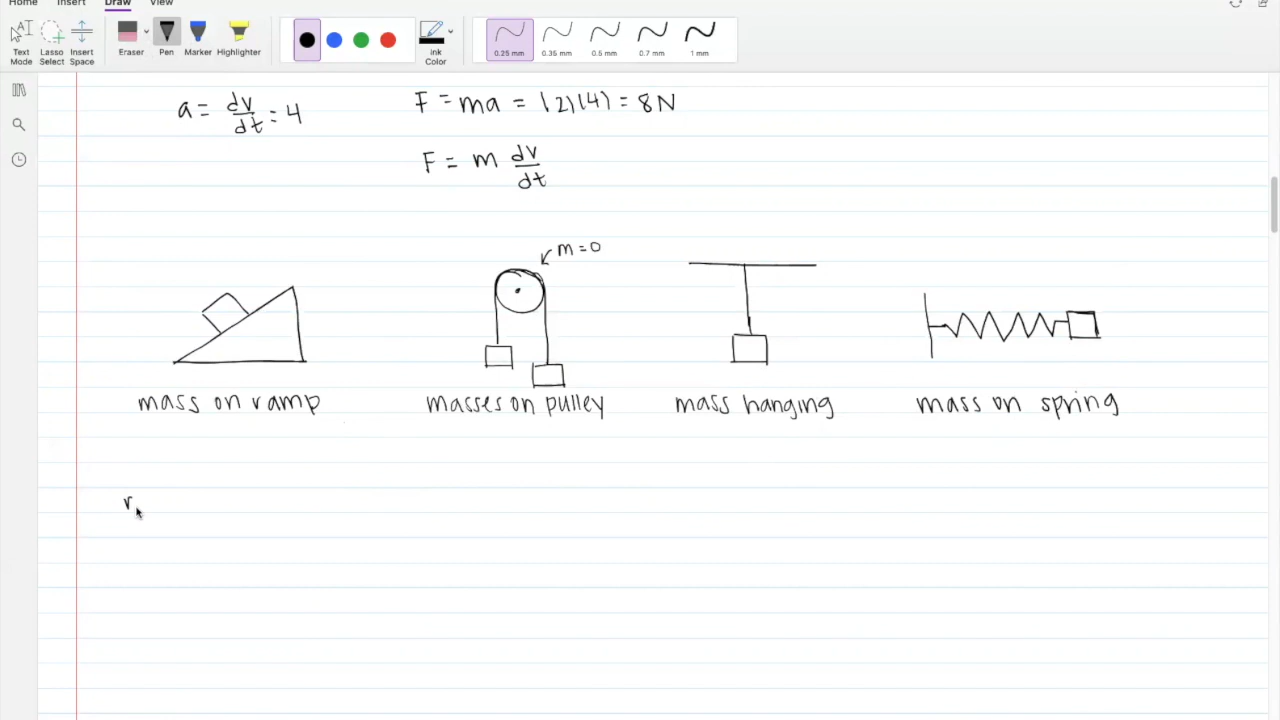 Home Insert Draw View
Text Mode Lasso Select Insert Space Eraser Pen Marker Highlighter Ink Color 0.25 mm 0.35 mm 0.5 mm 0.7 mm 1 mm
a = dv/dt = 4 F = ma = (2)(4) = 8N
F = m dv/dt
m = 0
mass on ramp masses on pulley mass hanging mass on spring
r